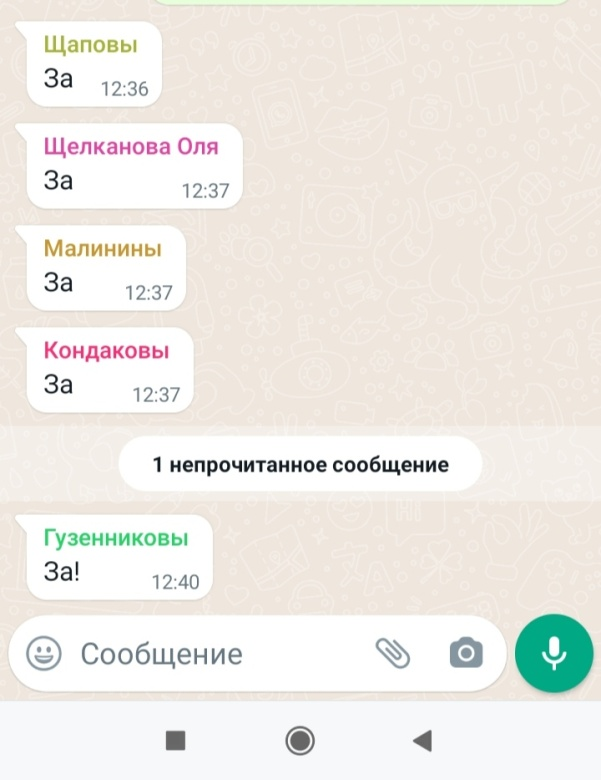 Щаповы
За 12:36
Щелканова Оля
За 12:37
Малинины
За 12:37
Кондаковы
За 12:37
1 непрочитанное сообщение
Гузенниковы
За! 12:40
Сообщение